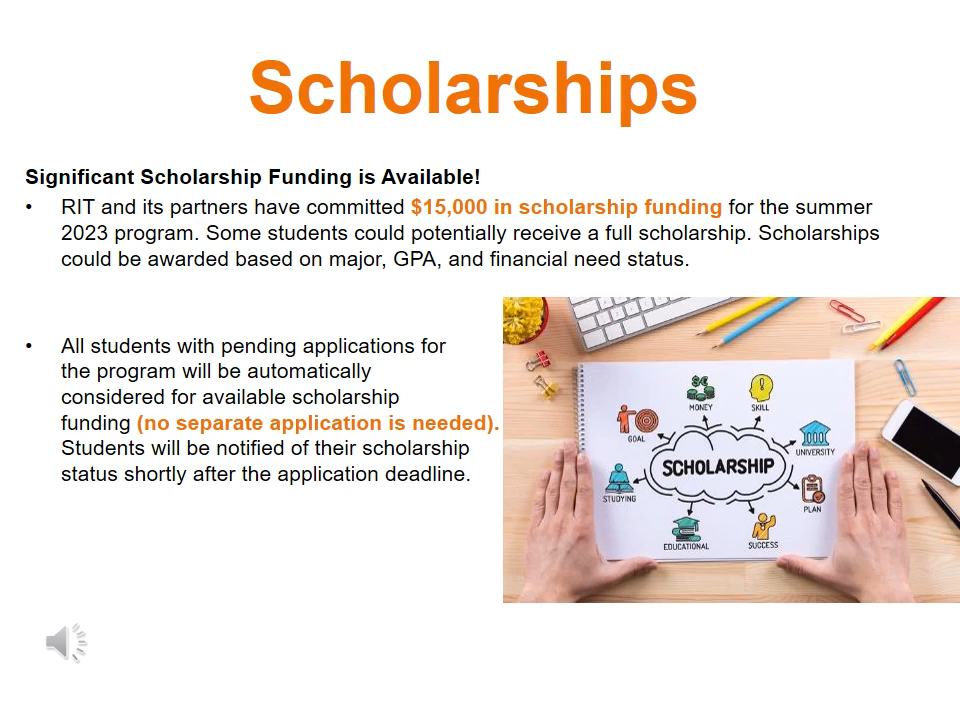 Scholarships
Significant Scholarship Funding is Available!
• RIT and its partners have committed $15,000 in scholarship funding for the summer
2023 program. Some students could potentially receive a full scholarship. Scholarships
could be awarded based on major, GPA, and financial need status.
• All students with pending applications for
the program will be automatically
considered for available scholarship
funding (no separate application is needed).
Students will be notified of their scholarship
status shortly after the application deadline.
MONEY
SKILL
GOAL
UNIVERSITY
SCHOLARSHIP
STUDYING
PLAN
EDUCATIONAL
SUCCESS